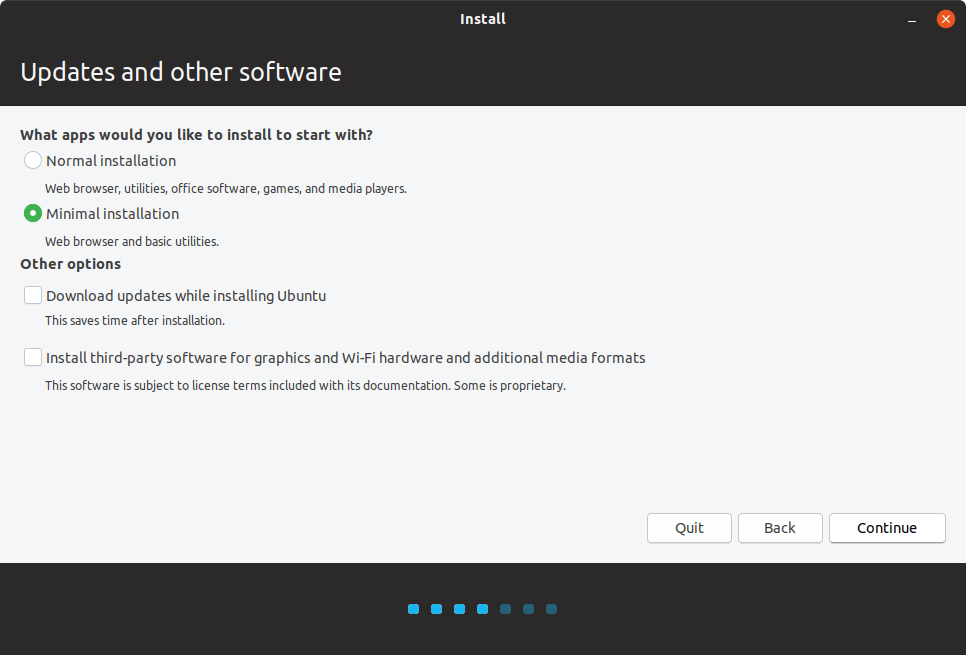 Install
Updates and other software
What apps would you like to install to start with?
Normal installation
Web browser, utilities, office software, games, and media players.
Minimal installation
Web browser and basic utilities.
Other options
Download updates while installing Ubuntu
This saves time after installation.
Install third-party software for graphics and Wi-Fi hardware and additional media formats
This software is subject to license terms included with its documentation. Some is proprietary.
Quit Back Continue